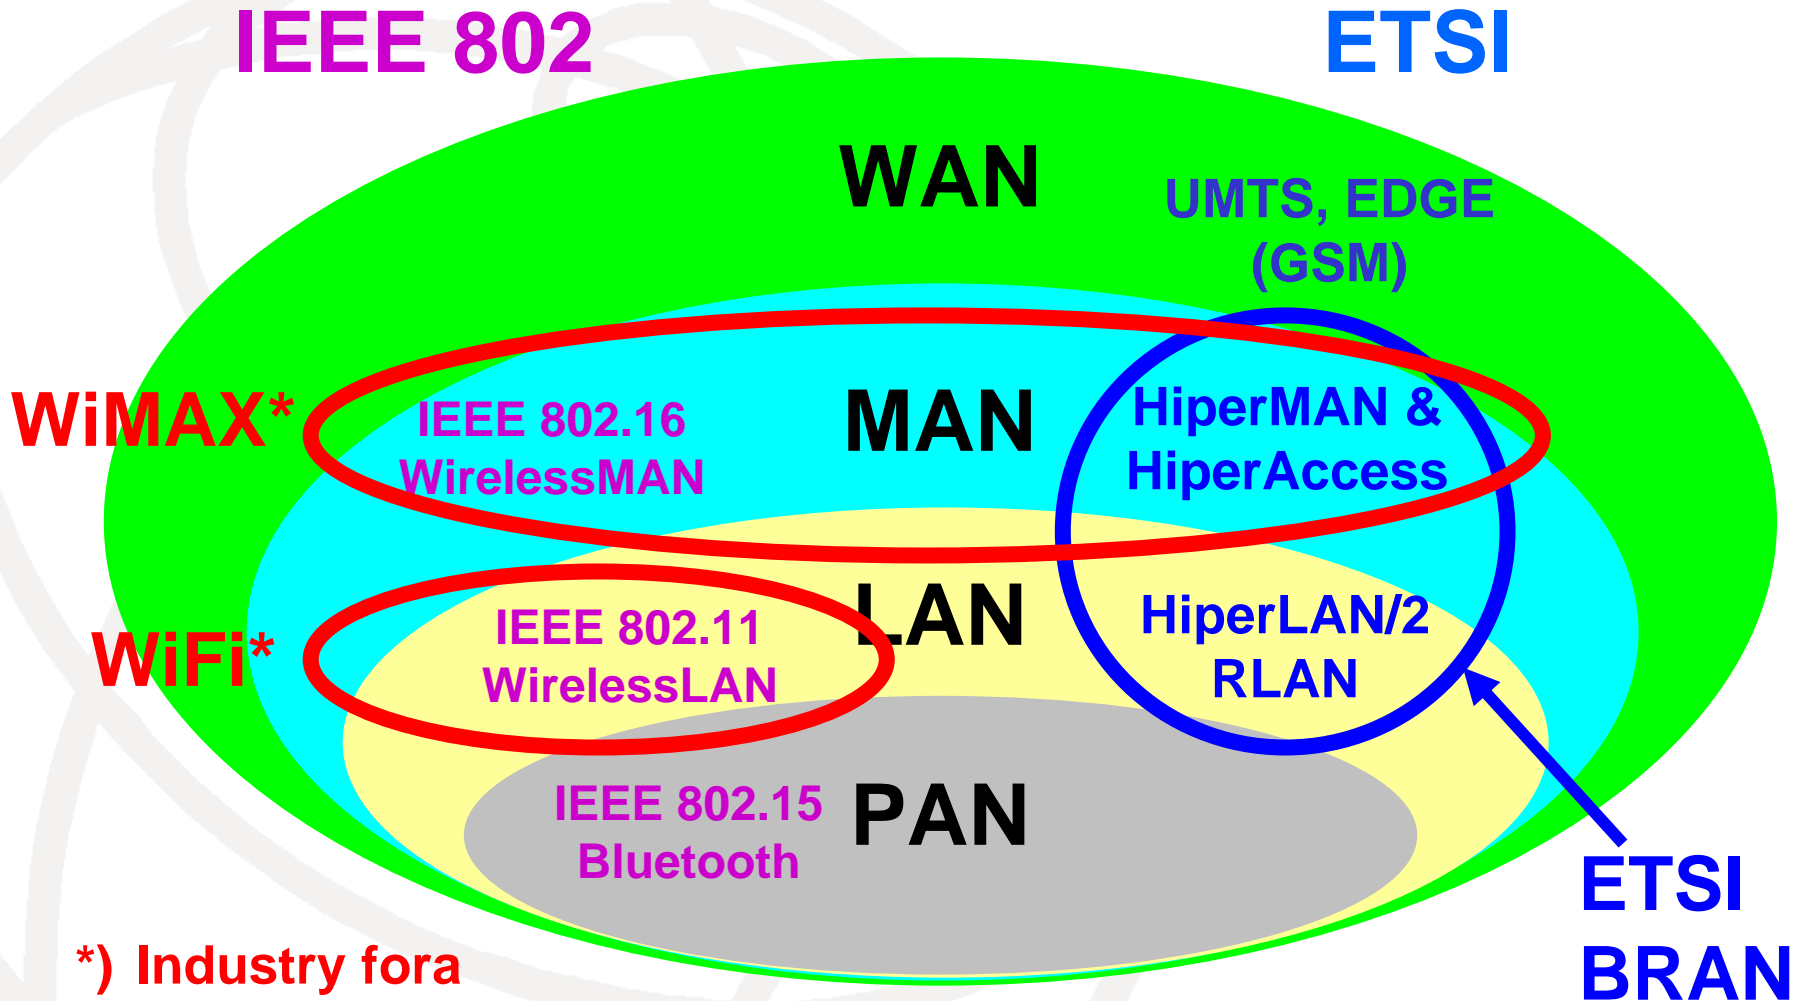 IEEE 802
ETSI
WAN
UMTS, EDGE
(GSM)
WiMAX*
IEEE 802.16
WirelessMAN
MAN
HiperMAN &
HiperAccess
WiFi*
IEEE 802.11
WirelessLAN
LAN
HiperLAN/2
RLAN
IEEE 802.15
Bluetooth
PAN
ETSI
BRAN
*) Industry fora